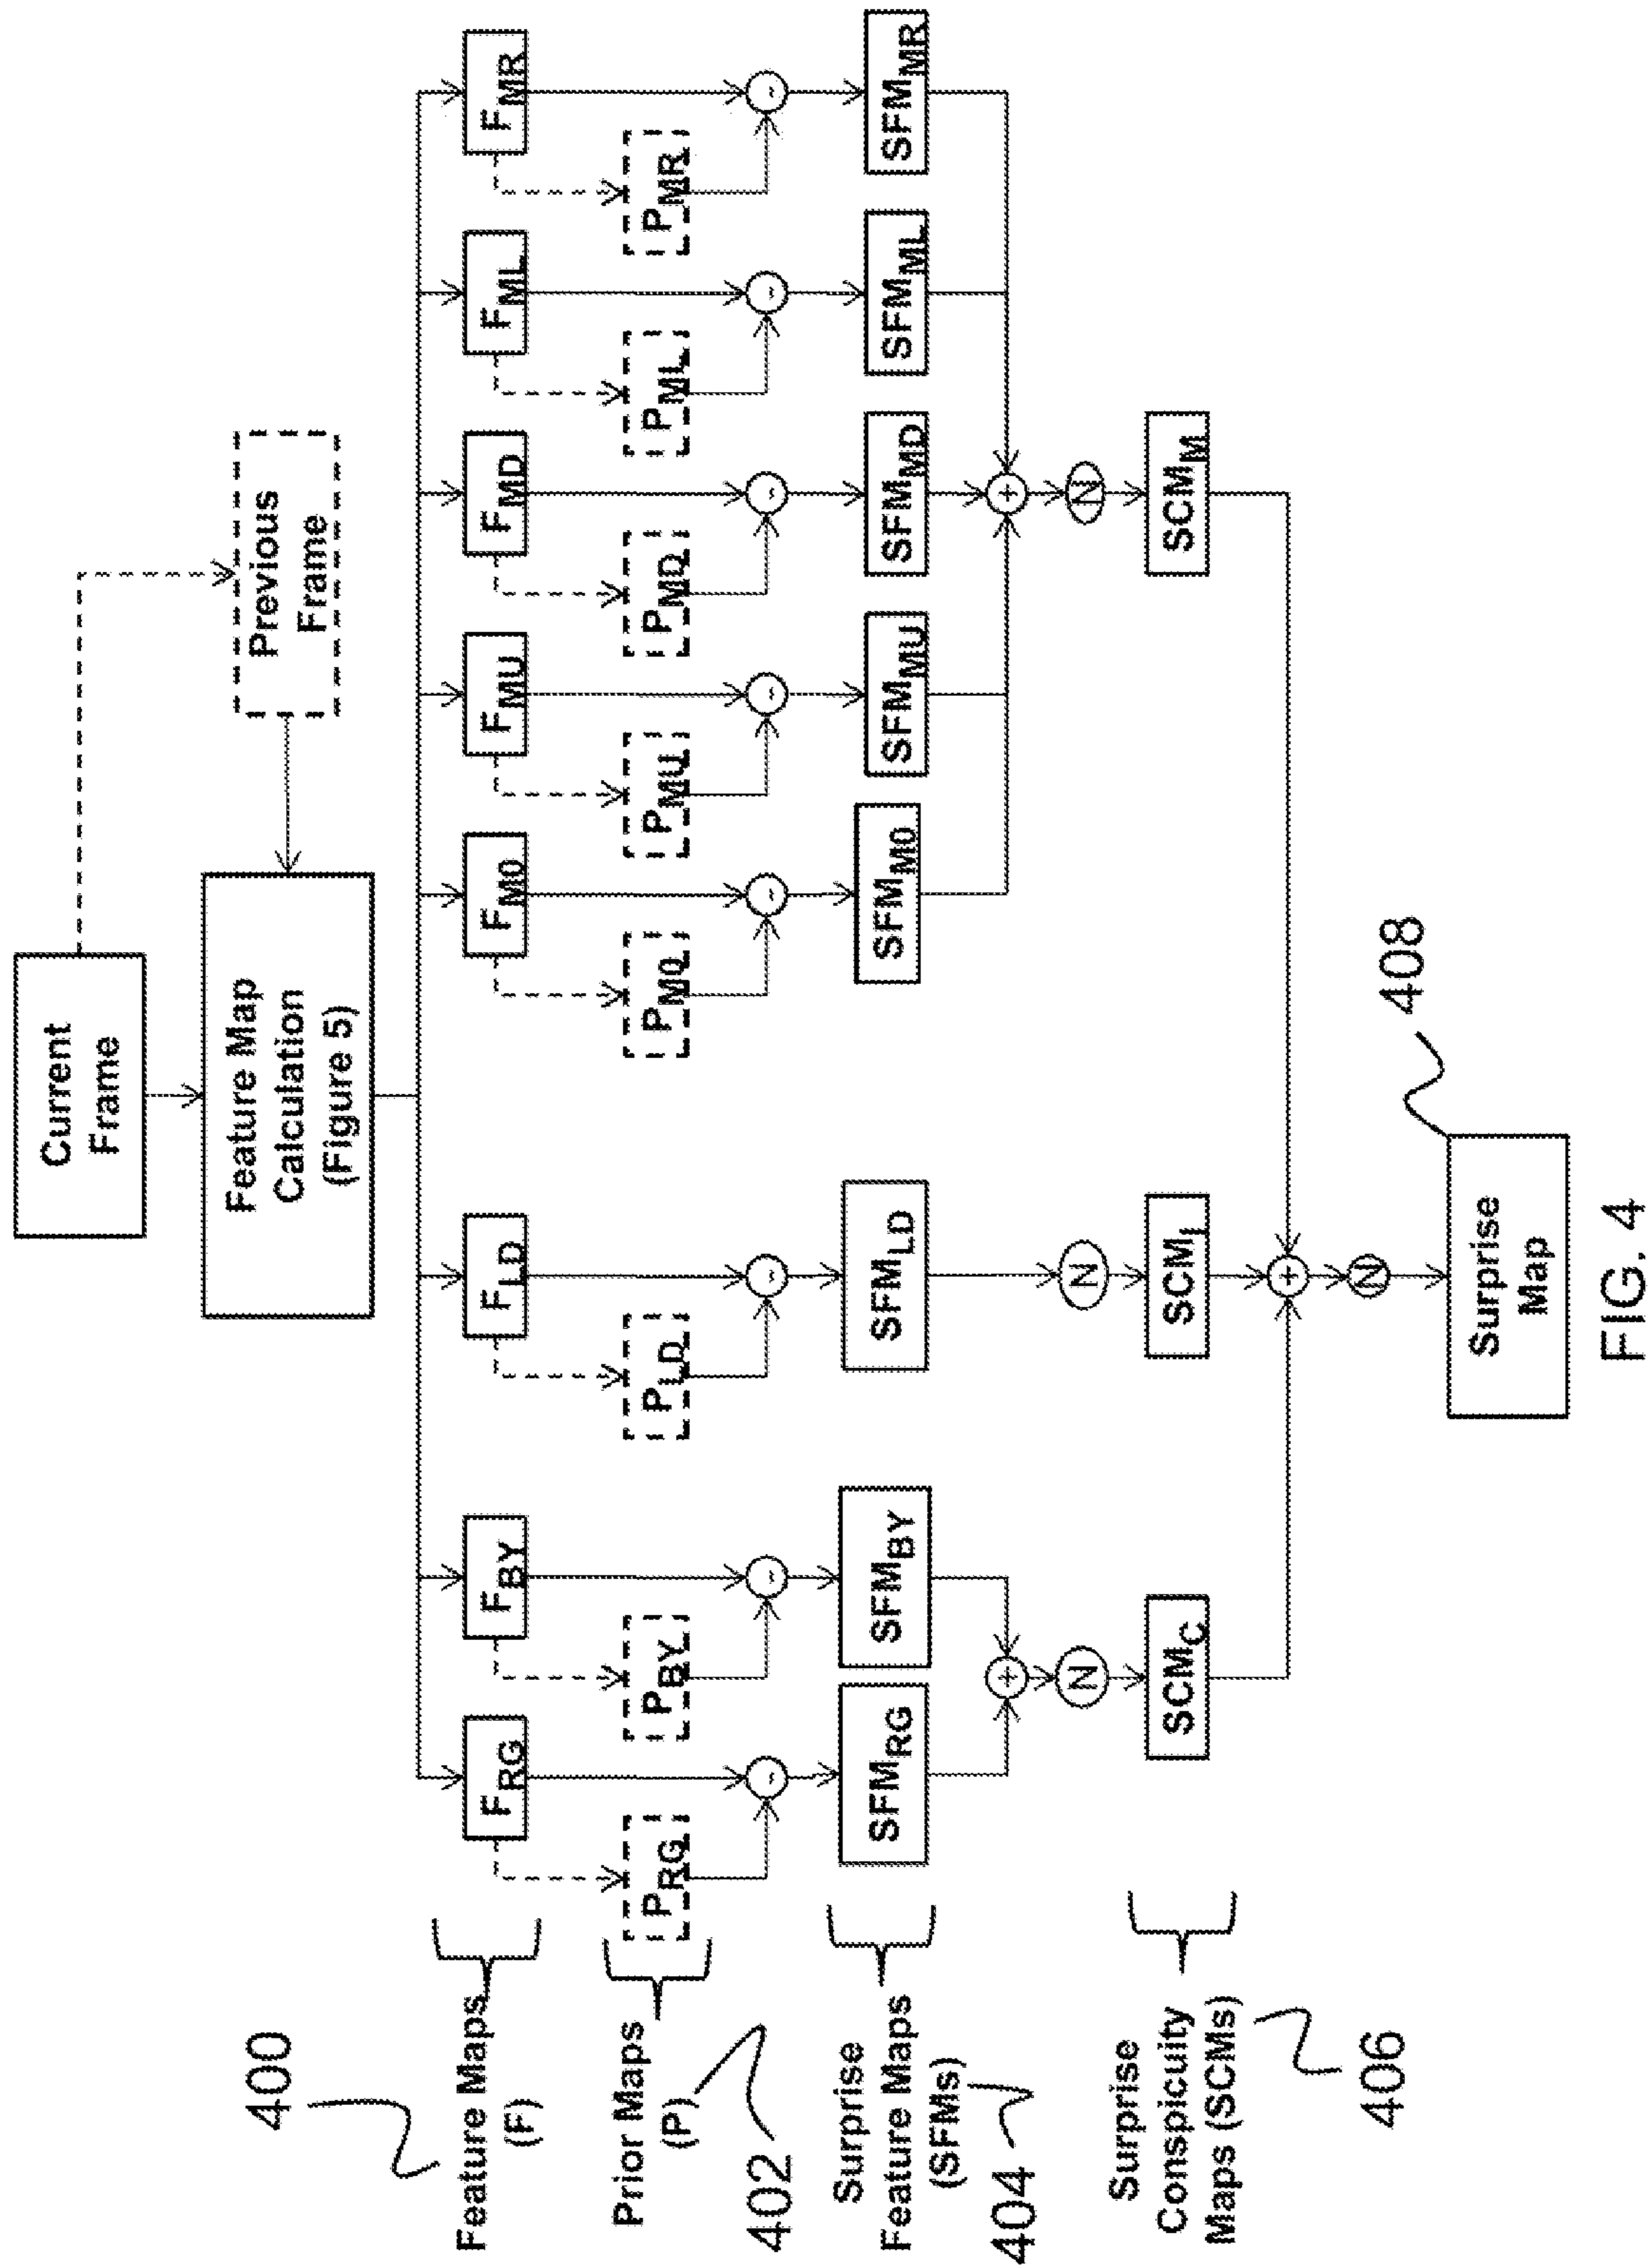 Current
Frame
Previous
Frame
Feature Map
Calculation
(Figure 5)
400
Feature Maps
(F)
F_RG
F_BY
F_LD
F_M0
F_MU
F_MD
F_ML
F_MR
Prior Maps
(P)
402
P_RG
P_BY
P_LD
P_M0
P_MU
P_MD
P_ML
P_MR
- - - - - - - -
Surprise
Feature Maps
(SFMs)
404
SFM_RG
SFM_BY
SFM_LD
SFM_M0
SFM_MU
SFM_MD
SFM_ML
SFM_MR
+ +
N N N
Surprise
Conspicuity
Maps (SCMs)
406
SCM_C
SCM_I
SCM_M
+
N
Surprise
Map
408
FIG. 4